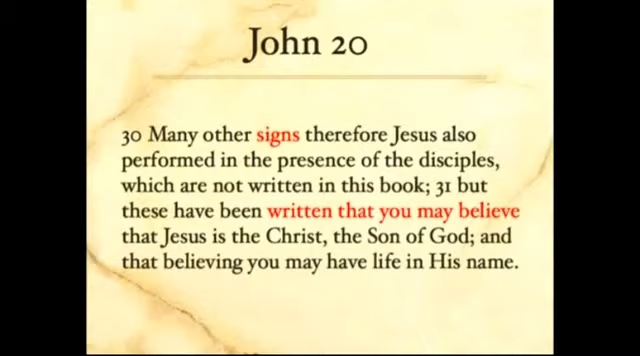 John 20
30 Many other signs therefore Jesus also
performed in the presence of the disciples,
which are not written in this book; 31 but
these have been written that you may believe
that Jesus is the Christ, the Son of God; and
that believing you may have life in His name.